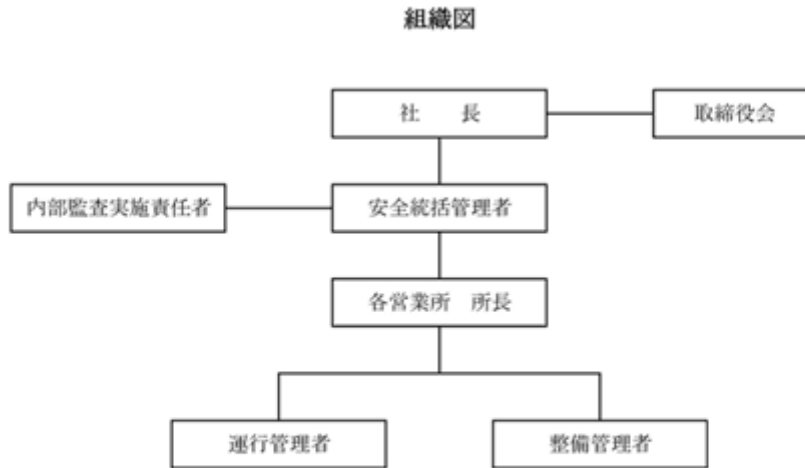 組織図
社　　長
取締役会
内部監査実施責任者
安全統括管理者
各営業所　所長
運行管理者
整備管理者